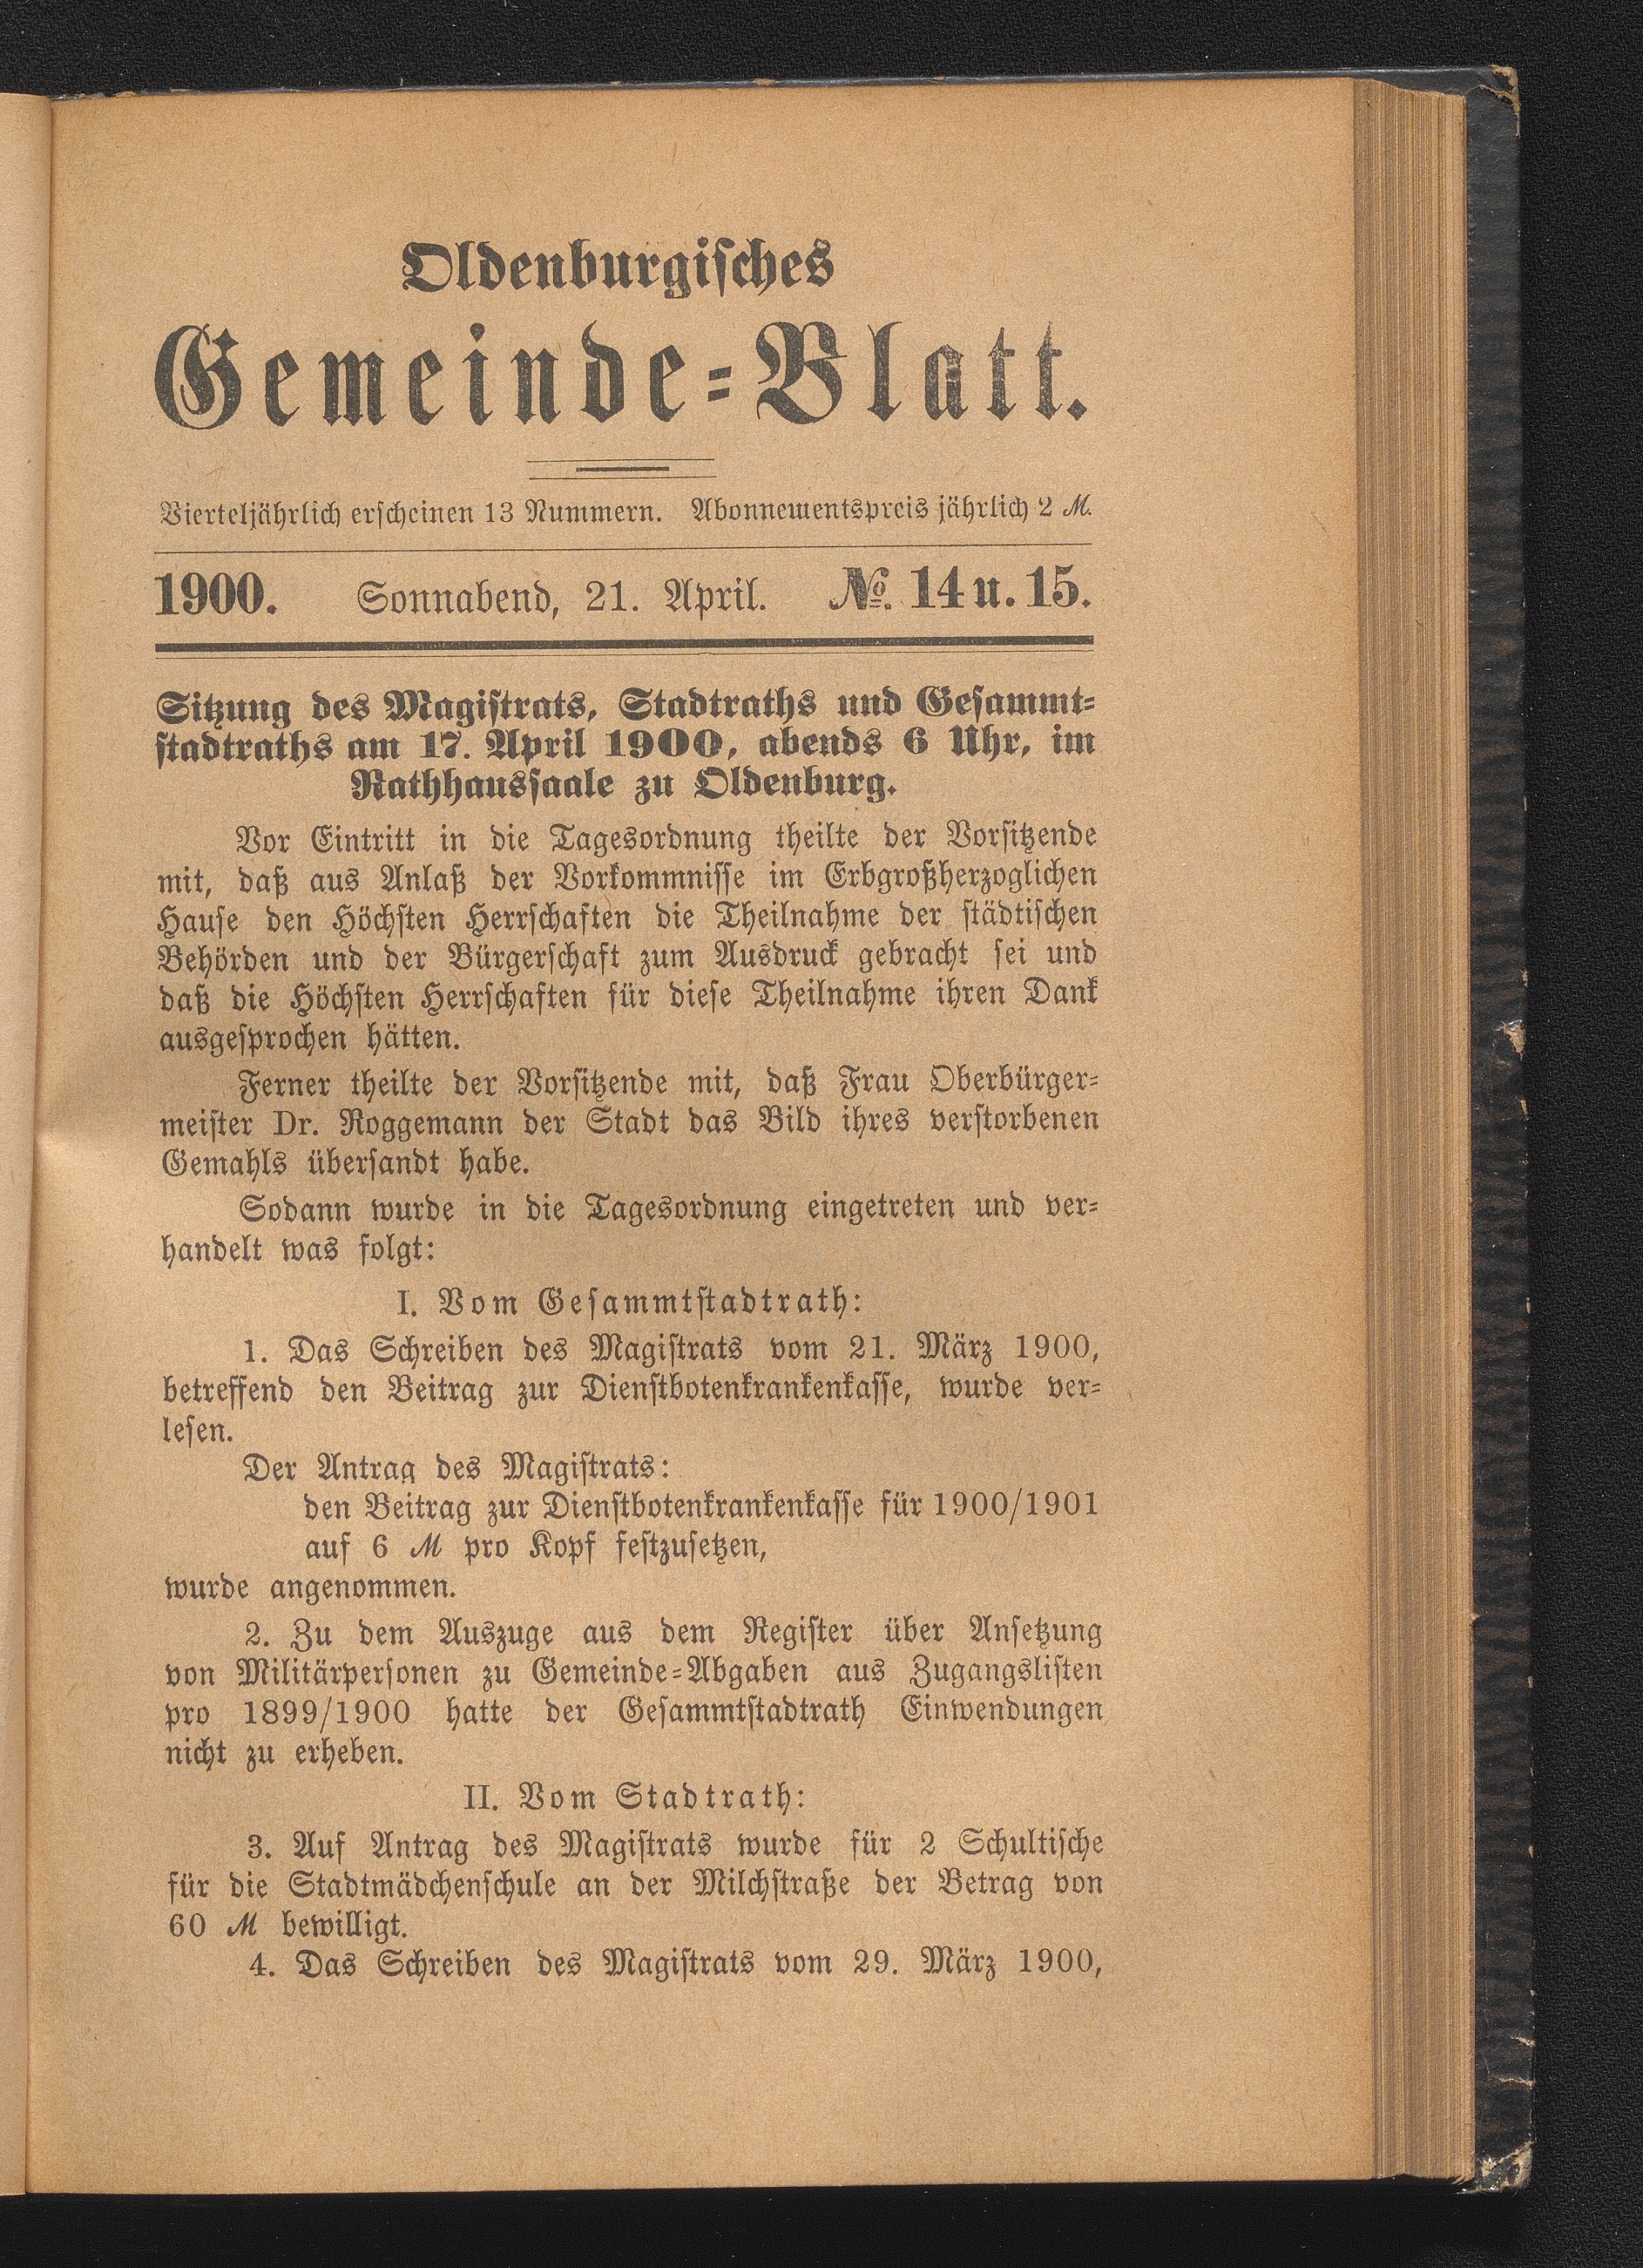 Oldenburgisches
Gemeinde-Blatt.
Vierteljährlich erscheinen 13 Nummern. Abonnementspreis jährlich 2 ℳ.
1900. Sonnabend, 21. April. №. 14 u. 15.
Sitzung des Magistrats, Stadtraths und Gesammt-
stadtraths am 17. April 1900, abends 6 Uhr, im
Rathhaussaale zu Oldenburg.
Vor Eintritt in die Tagesordnung theilte der Vorsitzende
mit, daß aus Anlaß der Vorkommnisse im Erbgroßherzoglichen
Hause den Höchsten Herrschaften die Theilnahme der städtischen
Behörden und der Bürgerschaft zum Ausdruck gebracht sei und
daß die Höchsten Herrschaften für diese Theilnahme ihren Dank
ausgesprochen hätten.
Ferner theilte der Vorsitzende mit, daß Frau Oberbürger-
meister Dr. Roggemann der Stadt das Bild ihres verstorbenen
Gemahls übersandt habe.
Sodann wurde in die Tagesordnung eingetreten und ver-
handelt was folgt:
I. Vom Gesammtstadtrath:
1. Das Schreiben des Magistrats vom 21. März 1900,
betreffend den Beitrag zur Dienstbotenkrankenkasse, wurde ver-
lesen.
Der Antrag des Magistrats:
den Beitrag zur Dienstbotenkrankenkasse für 1900/1901
auf 6 ℳ pro Kopf festzusetzen,
wurde angenommen.
2. Zu dem Auszuge aus dem Register über Ansetzung
von Militärpersonen zu Gemeinde-Abgaben aus Zugangslisten
pro 1899/1900 hatte der Gesammtstadtrath Einwendungen
nicht zu erheben.
II. Vom Stadtrath:
3. Auf Antrag des Magistrats wurde für 2 Schultische
für die Stadtmädchenschule an der Milchstraße der Betrag von
60 ℳ bewilligt.
4. Das Schreiben des Magistrats vom 29. März 1900,